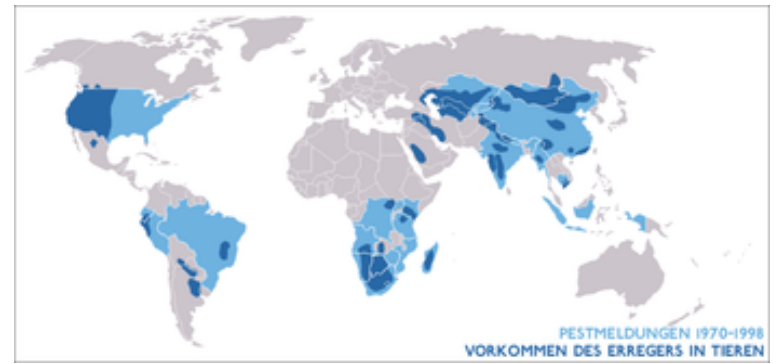 PESTMELDUNGEN 1970-1998
VORKOMMEN DES ERREGERS IN TIEREN